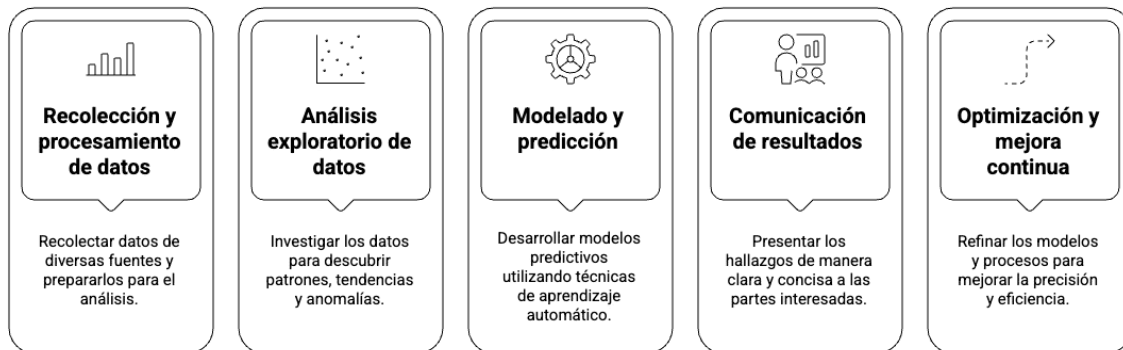 Recolección y
procesamiento
de datos
Recolectar datos de
diversas fuentes y
prepararlos para el
análisis.
Análisis
exploratorio de
datos
Investigar los datos
para descubrir
patrones, tendencias
y anomalías.
Modelado y
predicción
Desarrollar modelos
predictivos
utilizando técnicas
de aprendizaje
automático.
Comunicación
de resultados
Presentar los
hallazgos de manera
clara y concisa a las
partes interesadas.
Optimización y
mejora
continua
Refinar los modelos
y procesos para
mejorar la precisión
y eficiencia.